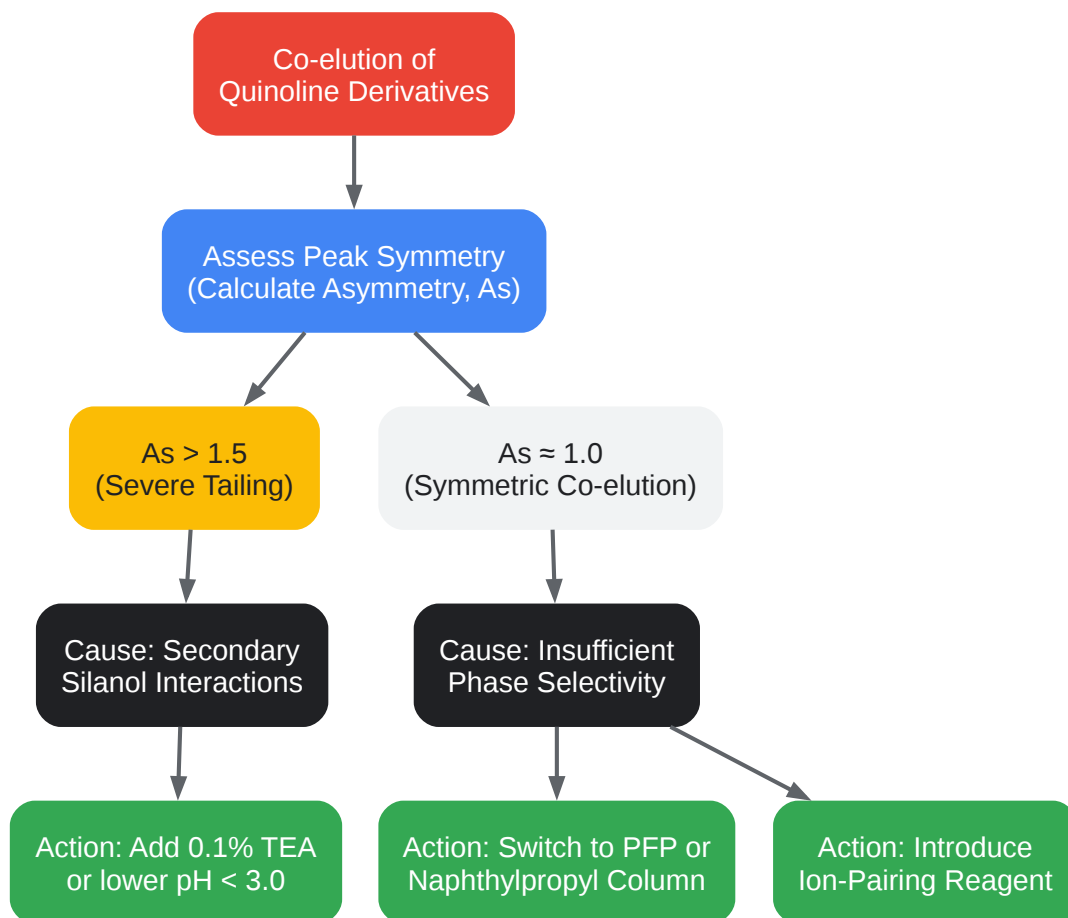 Co-elution of
Quinoline Derivatives
Assess Peak Symmetry
(Calculate Asymmetry, As)
As > 1.5
(Severe Tailing)
As ≈ 1.0
(Symmetric Co-elution)
Cause: Secondary
Silanol Interactions
Cause: Insufficient
Phase Selectivity
Action: Add 0.1% TEA
or lower pH < 3.0
Action: Switch to PFP or
Naphthylpropyl Column
Action: Introduce
Ion-Pairing Reagent